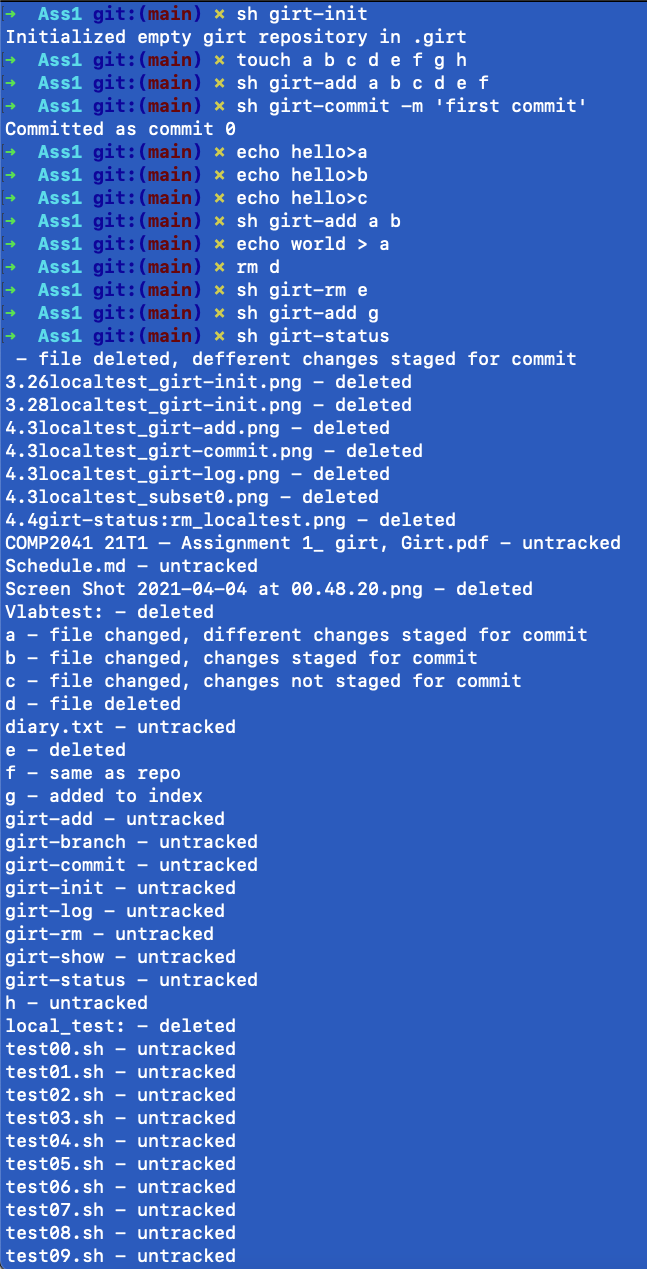 ➜  Ass1 git:(main) ✗ sh girt-init
Initialized empty girt repository in .girt
➜  Ass1 git:(main) ✗ touch a b c d e f g h
➜  Ass1 git:(main) ✗ sh girt-add a b c d e f
➜  Ass1 git:(main) ✗ sh girt-commit -m 'first commit'
Committed as commit 0
➜  Ass1 git:(main) ✗ echo hello>a
➜  Ass1 git:(main) ✗ echo hello>b
➜  Ass1 git:(main) ✗ echo hello>c
➜  Ass1 git:(main) ✗ sh girt-add a b
➜  Ass1 git:(main) ✗ echo world > a
➜  Ass1 git:(main) ✗ rm d
➜  Ass1 git:(main) ✗ sh girt-rm e
➜  Ass1 git:(main) ✗ sh girt-add g
➜  Ass1 git:(main) ✗ sh girt-status
 - file deleted, defferent changes staged for commit
3.26localtest_girt-init.png - deleted
3.28localtest_girt-init.png - deleted
4.3localtest_girt-add.png - deleted
4.3localtest_girt-commit.png - deleted
4.3localtest_girt-log.png - deleted
4.3localtest_subset0.png - deleted
4.4girt-status:rm_localtest.png - deleted
COMP2041 21T1 — Assignment 1_ girt, Girt.pdf - untracked
Schedule.md - untracked
Screen Shot 2021-04-04 at 00.48.20.png - deleted
Vlabtest: - deleted
a - file changed, different changes staged for commit
b - file changed, changes staged for commit
c - file changed, changes not staged for commit
d - file deleted
diary.txt - untracked
e - deleted
f - same as repo
g - added to index
girt-add - untracked
girt-branch - untracked
girt-commit - untracked
girt-init - untracked
girt-log - untracked
girt-rm - untracked
girt-show - untracked
girt-status - untracked
h - untracked
local_test: - deleted
test00.sh - untracked
test01.sh - untracked
test02.sh - untracked
test03.sh - untracked
test04.sh - untracked
test05.sh - untracked
test06.sh - untracked
test07.sh - untracked
test08.sh - untracked
test09.sh - untracked